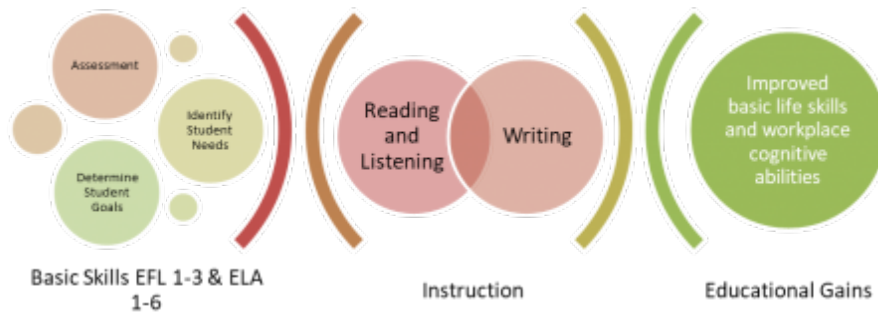 Assessment
Identify
Student
Needs
Determine
Student
Goals
Basic Skills EFL 1-3 & ELA
1-6
Reading
and
Listening
Writing
Instruction
Improved
basic life skills
and workplace
cognitive
abilities
Educational Gains